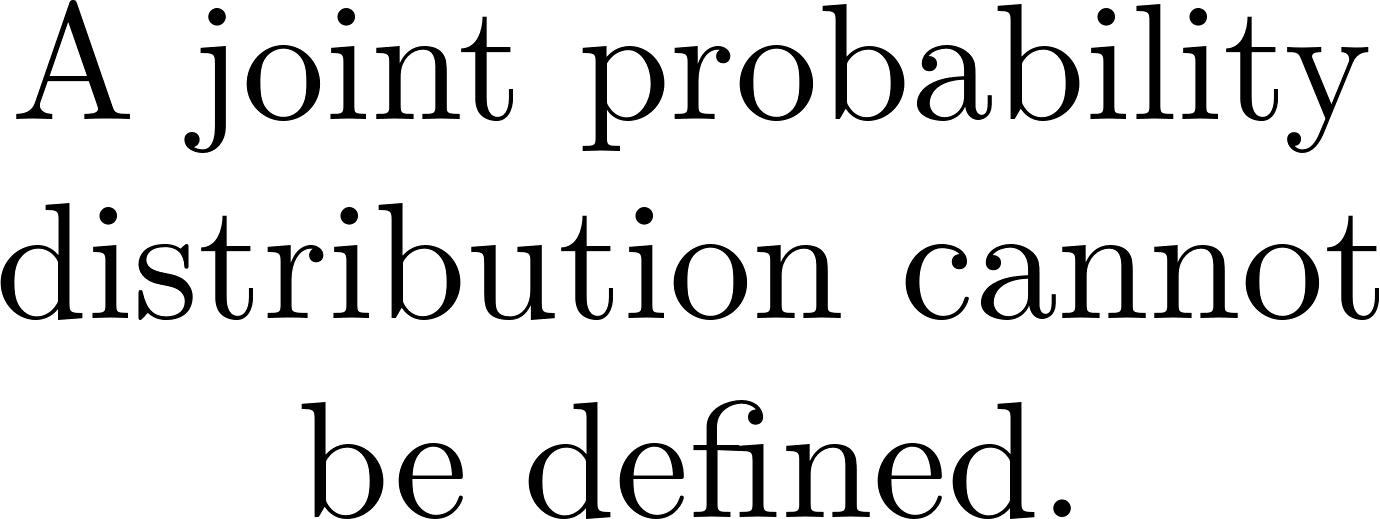 A joint probability
distribution cannot
be defined.